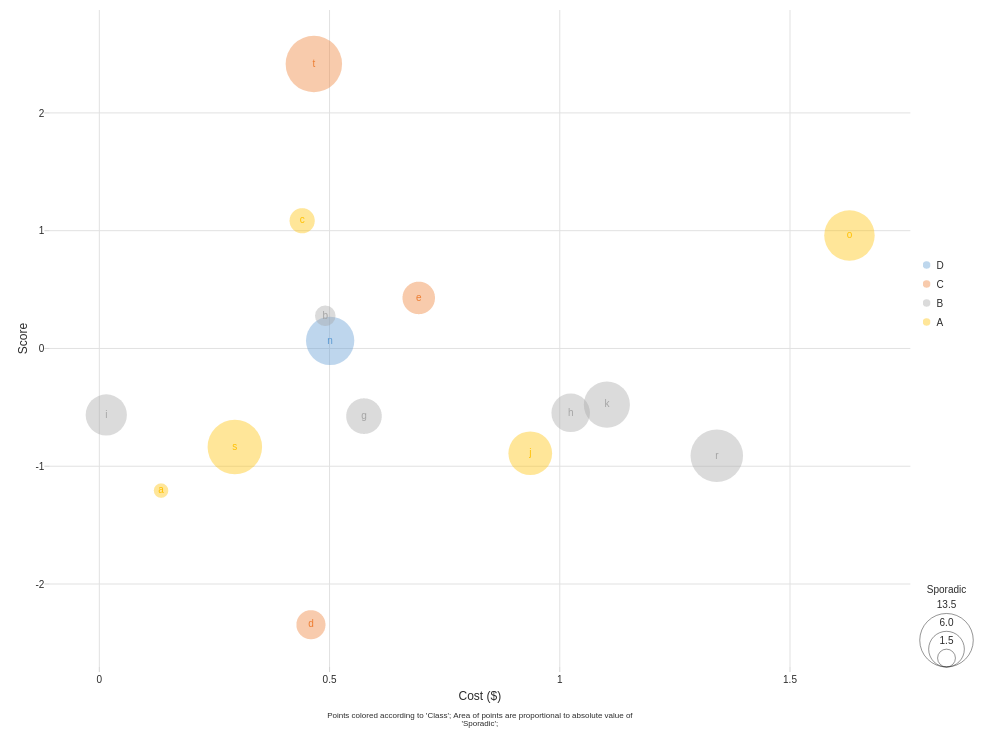 t
2
c
1
o
D
C
e
B
b
A
Score
n
0
k
h
i
g
s
j
r
-1
a
-2
Sporadic
13.5
6.0
d
1.5
0
0.5
1
1.5
Cost ($)
Points colored according to 'Class'; Area of points are proportional to absolute value of
'Sporadic';